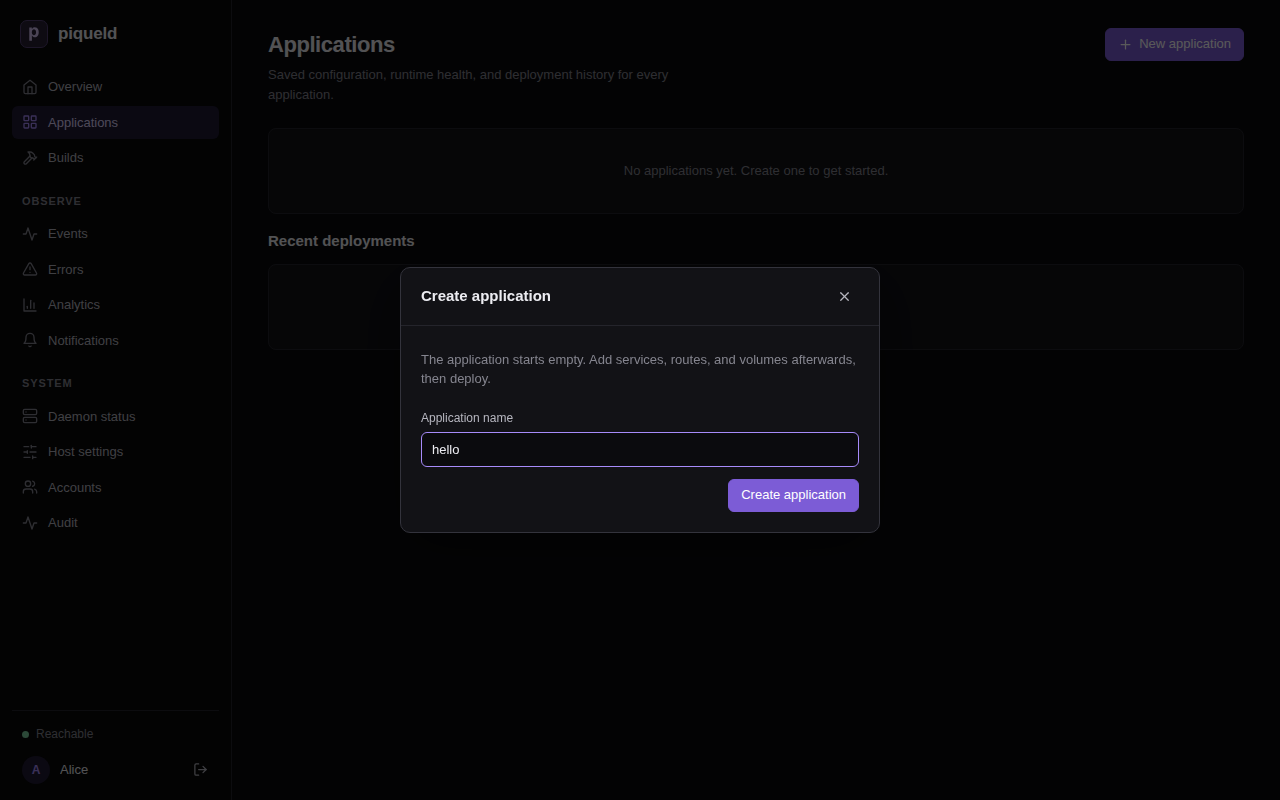 p piqueld
Overview
Applications
Builds
OBSERVE
Events
Errors
Analytics
Notifications
SYSTEM
Daemon status
Host settings
Accounts
Audit
Reachable
A Alice
Applications
New application
Saved configuration, runtime health, and deployment history for every
application.
No applications yet. Create one to get started.
Recent deployments
Create application
The application starts empty. Add services, routes, and volumes afterwards,
then deploy.
Application name
hello
Create application